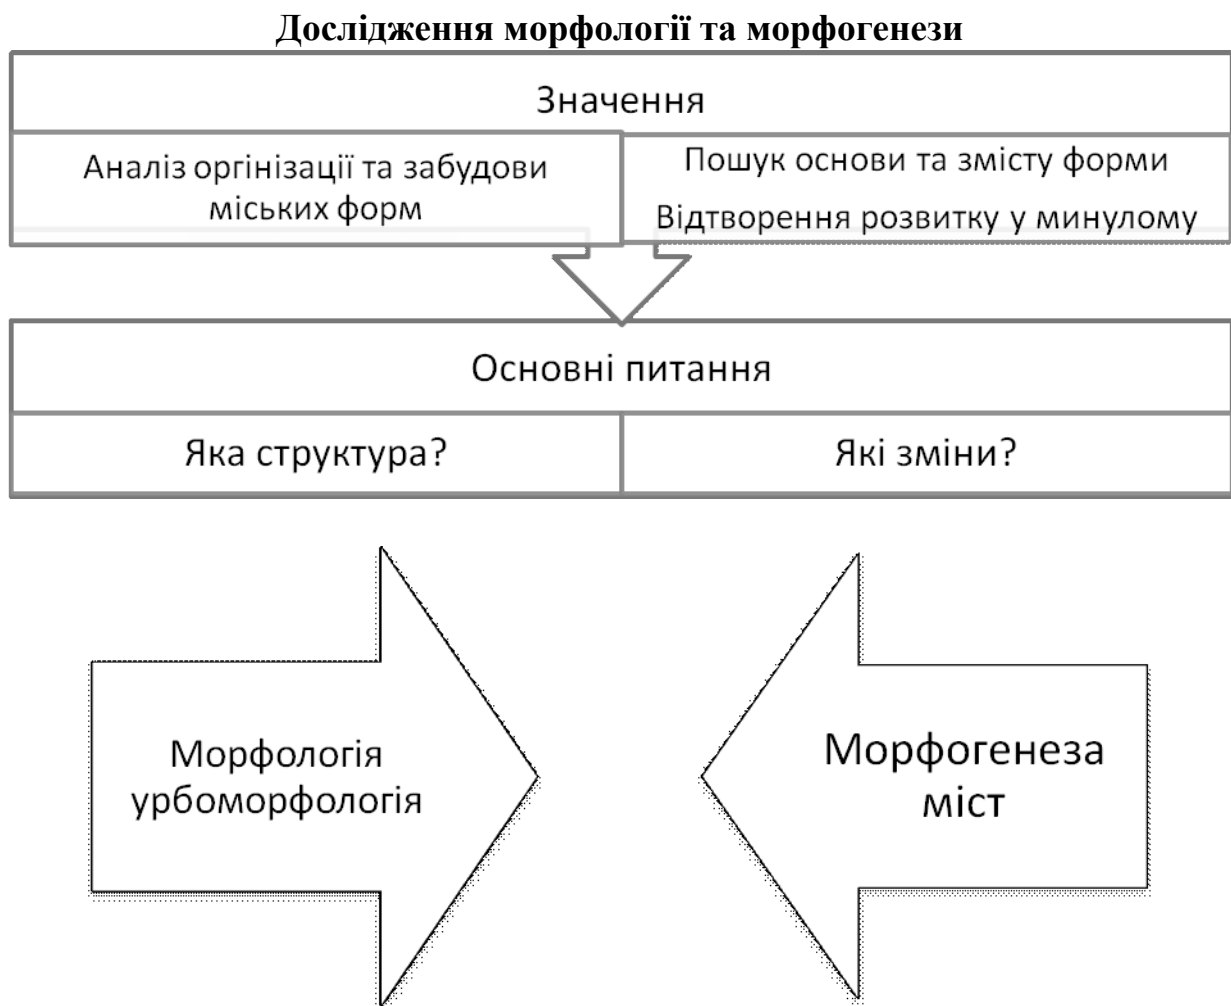 Дослідження морфології та морфогенези
Значення
Аналіз оргінізації та забудови
міських форм
Пошук основи та змісту форми
Відтворення розвитку у минулому
Основні питання
Яка структура?
Які зміни?
Морфологія
урбоморфологія
Морфогенеза
міст